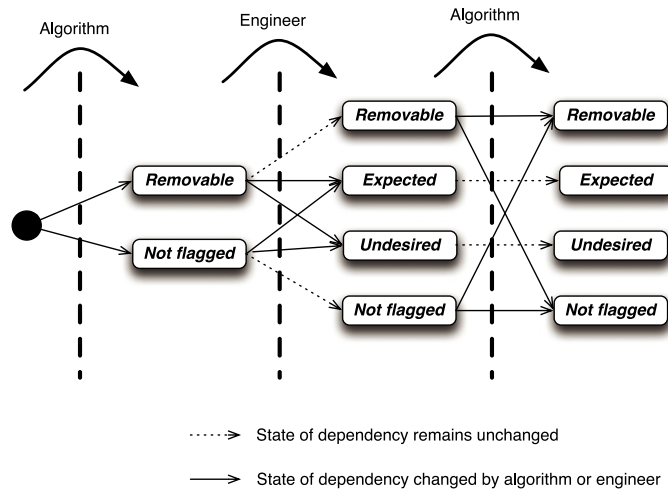 Algorithm
Engineer
Algorithm
Removable
Not flagged
Removable
Expected
Undesired
Not flagged
Removable
Expected
Undesired
Not flagged
State of dependency remains unchanged
State of dependency changed by algorithm or engineer